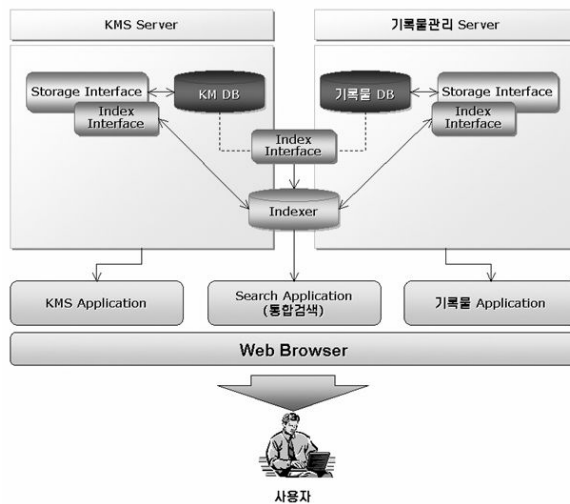 KMS Server
기록물관리 Server
Storage Interface
KM DB
기록물 DB
Storage Interface
Index
Interface
Index
Interface
Index
Interface
Indexer
KMS Application
Search Application
(통합검색)
기록물 Application
Web Browser
사용자